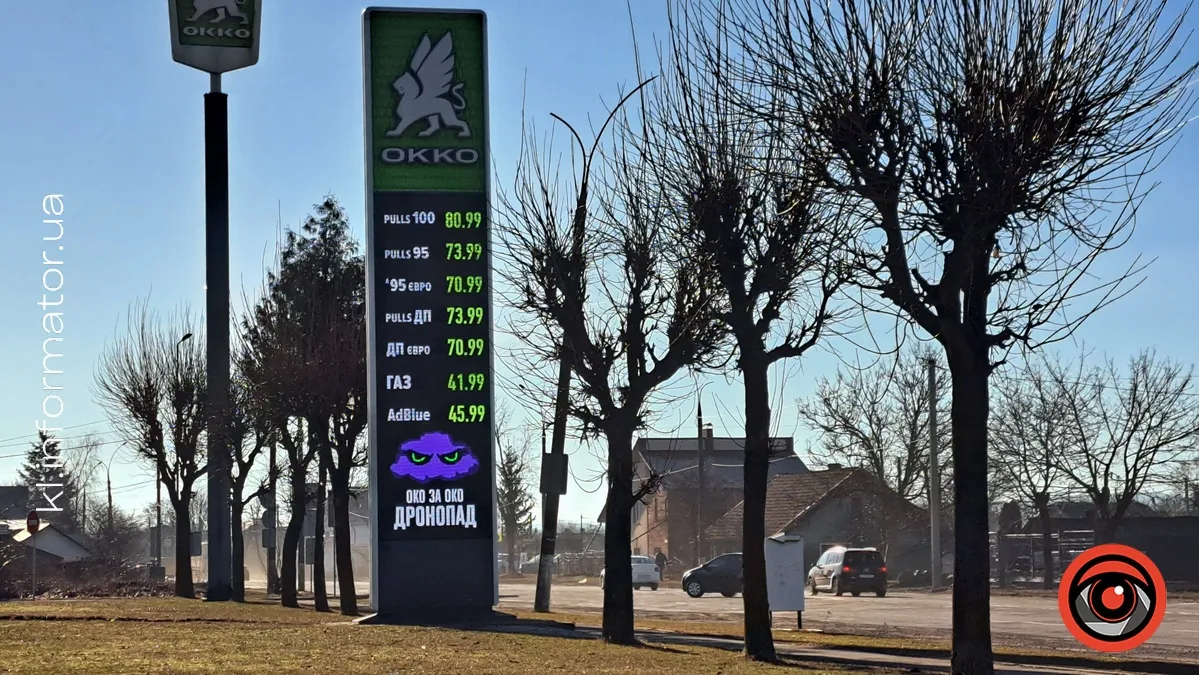 OKKO
OKKO
PULLS 100 80.99
PULLS 95 73.99
А95 ЄВРО 70.99
PULLS ДП 73.99
ДП ЄВРО 70.99
ГАЗ 41.99
AdBlue 45.99
ОКО ЗА ОКО
ДРОНОПАД
kl.informator.ua